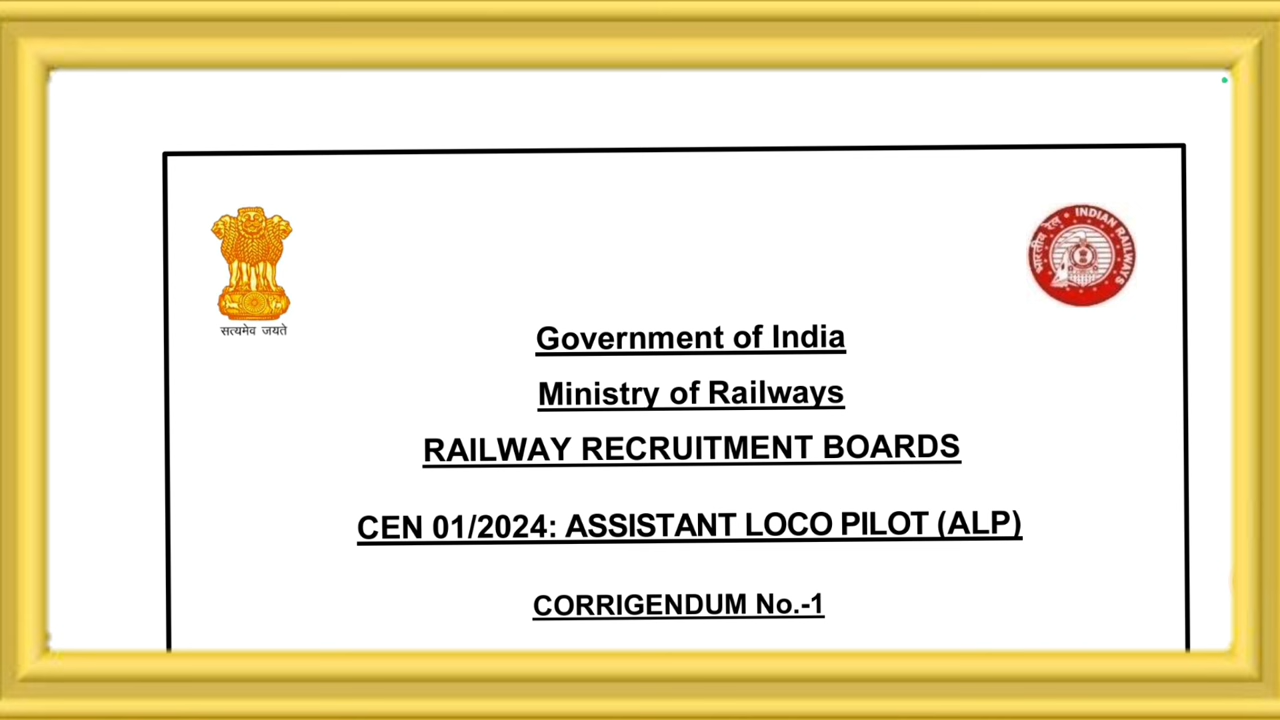 सत्यमेव जयते
भारतीय रेल • INDIAN RAILWAYS
Government of India
Ministry of Railways
RAILWAY RECRUITMENT BOARDS
CEN 01/2024: ASSISTANT LOCO PILOT (ALP)
CORRIGENDUM No.-1